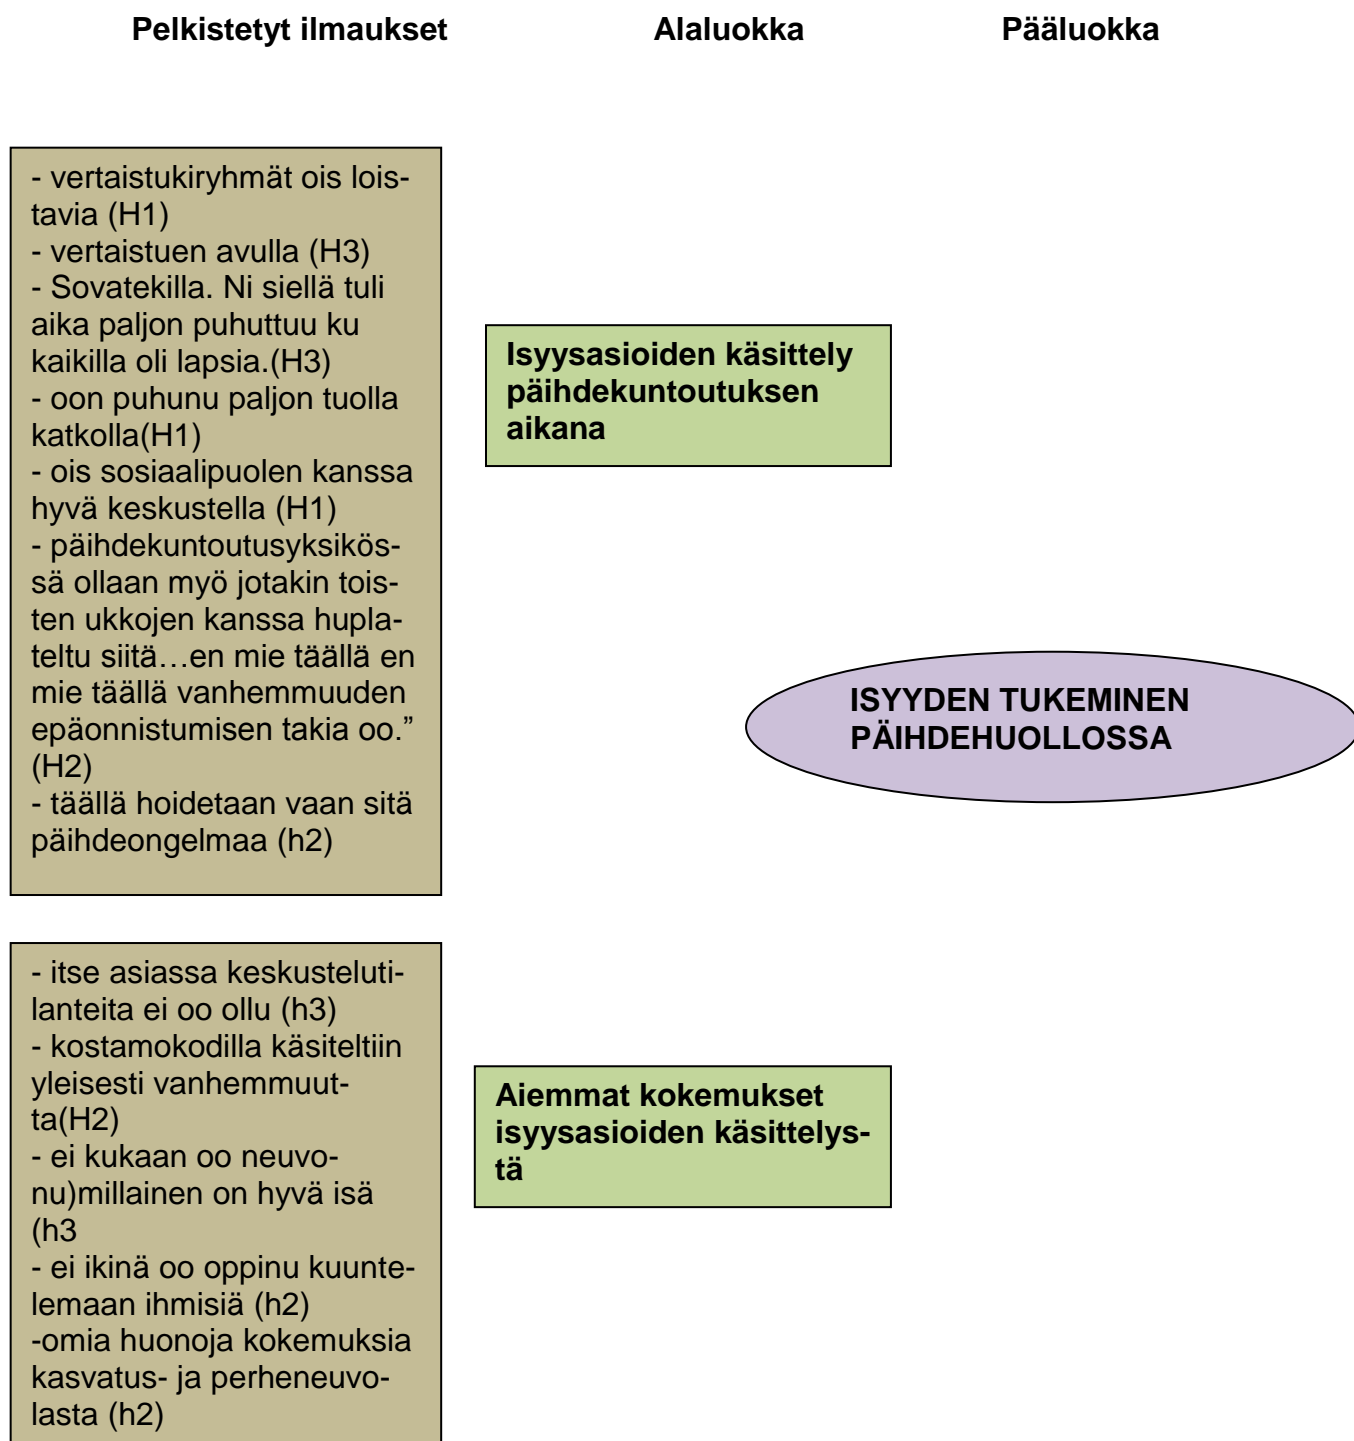 Pelkistetyt ilmaukset Alaluokka Pääluokka
- vertaistukiryhmät ois lois-
tavia (H1)
- vertaistuen avulla (H3)
- Sovatekilla. Ni siellä tuli
aika paljon puhuttuu ku
kaikilla oli lapsia.(H3)
- oon puhunu paljon tuolla
katkolla(H1)
- ois sosiaalipuolen kanssa
hyvä keskustella (H1)
- päihdekuntoutusyksikös-
sä ollaan myö jotakin tois-
ten ukkojen kanssa hupla-
teltu siitä…en mie täällä en
mie täällä vanhemmuuden
epäonnistumisen takia oo.”
(H2)
- täällä hoidetaan vaan sitä
päihdeongelmaa (h2)
Isyysasioiden käsittely
päihdekuntoutuksen
aikana
ISYYDEN TUKEMINEN
PÄIHDEHUOLLOSSA
- itse asiassa keskusteluti-
lanteita ei oo ollu (h3)
- kostamokodilla käsiteltiin
yleisesti vanhemmuut-
ta(H2)
- ei kukaan oo neuvo-
nu)millainen on hyvä isä
(h3
- ei ikinä oo oppinu kuunte-
lemaan ihmisiä (h2)
-omia huonoja kokemuksia
kasvatus- ja perheneuvo-
lasta (h2)
Aiemmat kokemukset
isyysasioiden käsittelys-
tä